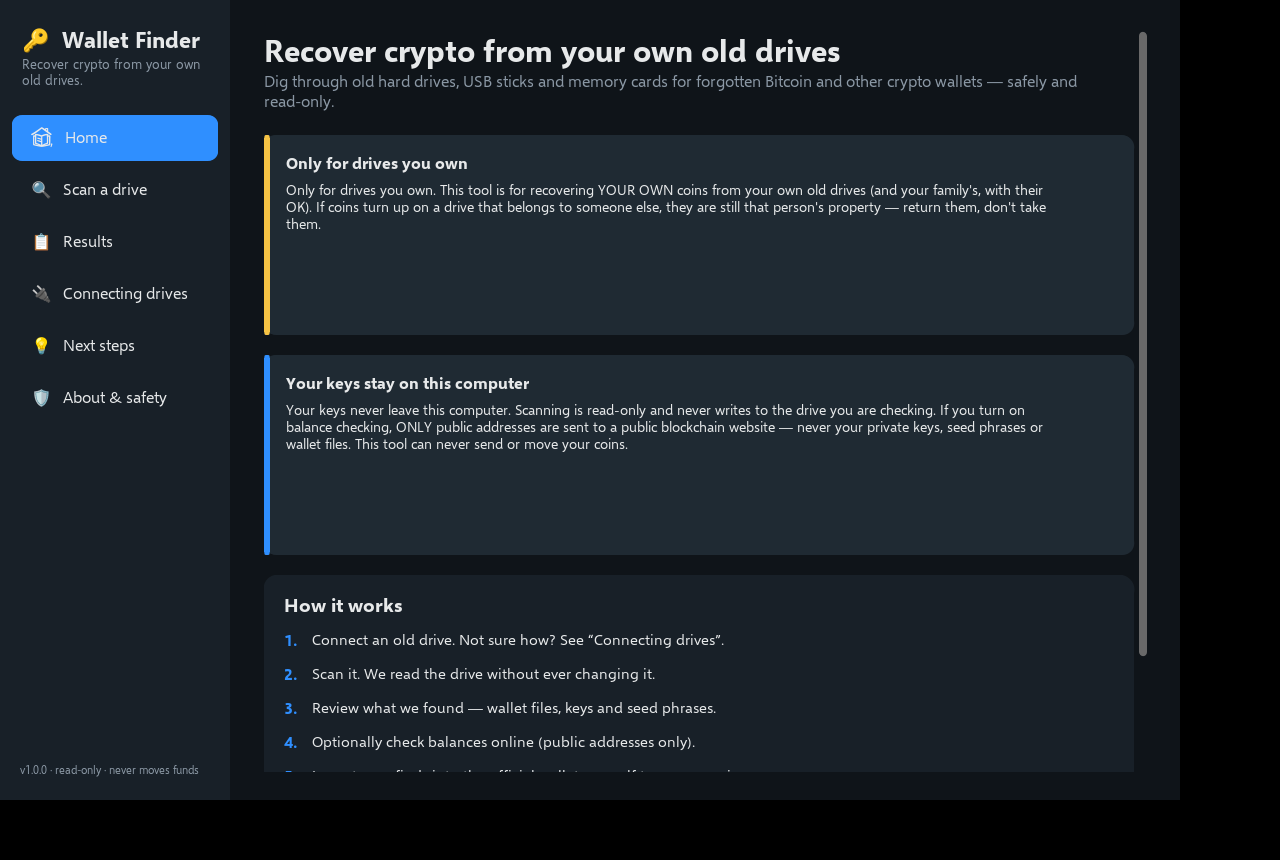 Wallet Finder
Recover crypto from your own
old drives.
Home
Scan a drive
Results
Connecting drives
Next steps
About & safety
v1.0.0 · read-only · never moves funds
Recover crypto from your own old drives
Dig through old hard drives, USB sticks and memory cards for forgotten Bitcoin and other crypto wallets — safely and
read-only.
Only for drives you own
Only for drives you own. This tool is for recovering YOUR OWN coins from your own old drives (and your family's, with their
OK). If coins turn up on a drive that belongs to someone else, they are still that person's property — return them, don't take
them.
Your keys stay on this computer
Your keys never leave this computer. Scanning is read-only and never writes to the drive you are checking. If you turn on
balance checking, ONLY public addresses are sent to a public blockchain website — never your private keys, seed phrases or
wallet files. This tool can never send or move your coins.
How it works
1. Connect an old drive. Not sure how? See “Connecting drives”.
2. Scan it. We read the drive without ever changing it.
3. Review what we found — wallet files, keys and seed phrases.
4. Optionally check balances online (public addresses only).